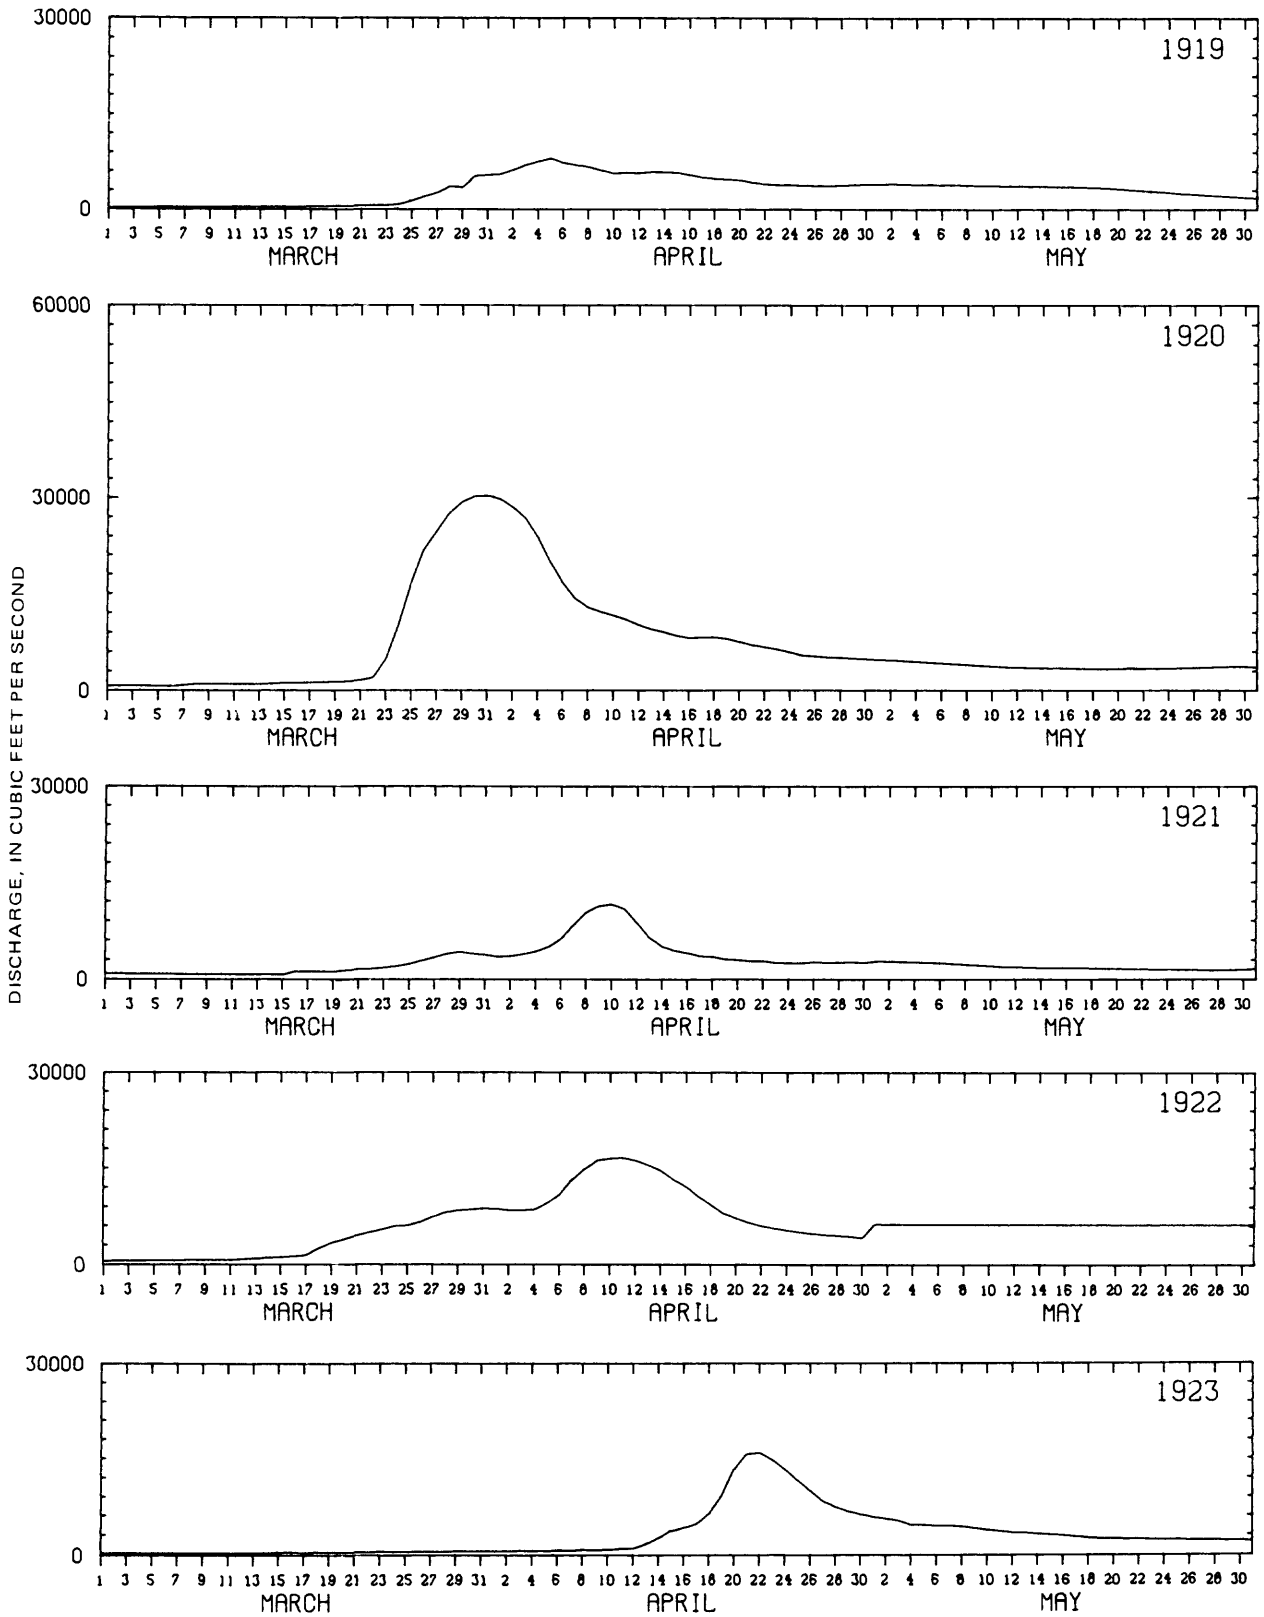 DISCHARGE, IN CUBIC FEET PER SECOND
30000
1919
0
1 3 5 7 9 11 13 15 17 19 21 23 25 27 29 31 2 4 6 8 10 12 14 16 18 20 22 24 26 28 30 2 4 6 8 10 12 14 16 18 20 22 24 26 28 30
MARCH APRIL MAY
60000
1920
30000
0
1 3 5 7 9 11 13 15 17 19 21 23 25 27 29 31 2 4 6 8 10 12 14 16 18 20 22 24 26 28 30 2 4 6 8 10 12 14 16 18 20 22 24 26 28 30
MARCH APRIL MAY
30000
1921
0
1 3 5 7 9 11 13 15 17 19 21 23 25 27 29 31 2 4 6 8 10 12 14 16 18 20 22 24 26 28 30 2 4 6 8 10 12 14 16 18 20 22 24 26 28 30
MARCH APRIL MAY
30000
1922
0
1 3 5 7 9 11 13 15 17 19 21 23 25 27 29 31 2 4 6 8 10 12 14 16 18 20 22 24 26 28 30 2 4 6 8 10 12 14 16 18 20 22 24 26 28 30
MARCH APRIL MAY
30000
1923
0
1 3 5 7 9 11 13 15 17 19 21 23 25 27 29 31 2 4 6 8 10 12 14 16 18 20 22 24 26 28 30 2 4 6 8 10 12 14 16 18 20 22 24 26 28 30
MARCH APRIL MAY